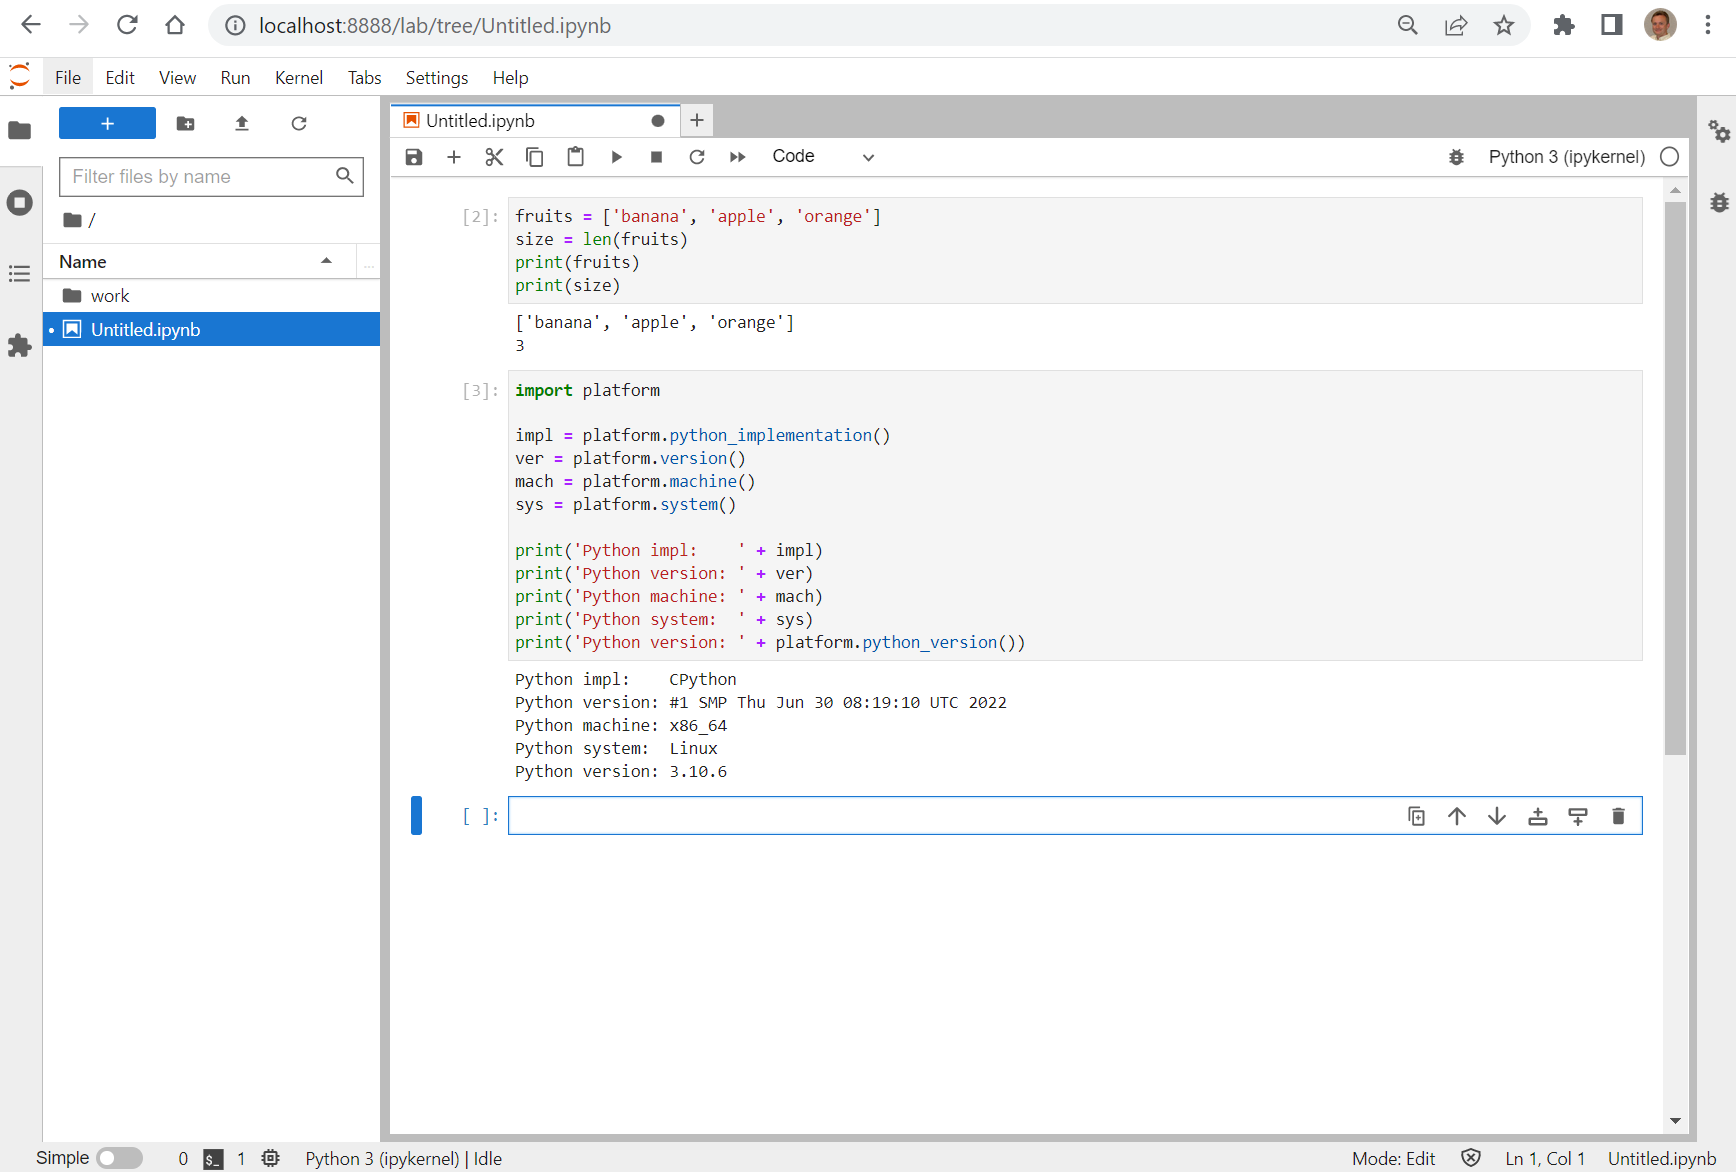 localhost:8888/lab/tree/Untitled.ipynb
File Edit View Run Kernel Tabs Settings Help
+
Filter files by name
/
Name
...
work
Untitled.ipynb
Untitled.ipynb
Code
Python 3 (ipykernel)
[2]:
fruits = ['banana', 'apple', 'orange']
size = len(fruits)
print(fruits)
print(size)
['banana', 'apple', 'orange']
3
[3]:
import platform
impl = platform.python_implementation()
ver = platform.version()
mach = platform.machine()
sys = platform.system()
print('Python impl:    ' + impl)
print('Python version: ' + ver)
print('Python machine: ' + mach)
print('Python system:  ' + sys)
print('Python version: ' + platform.python_version())
Python impl:    CPython
Python version: #1 SMP Thu Jun 30 08:19:10 UTC 2022
Python machine: x86_64
Python system:  Linux
Python version: 3.10.6
[ ]:
Simple 0 $_ 1 Python 3 (ipykernel) | Idle Mode: Edit Ln 1, Col 1 Untitled.ipynb